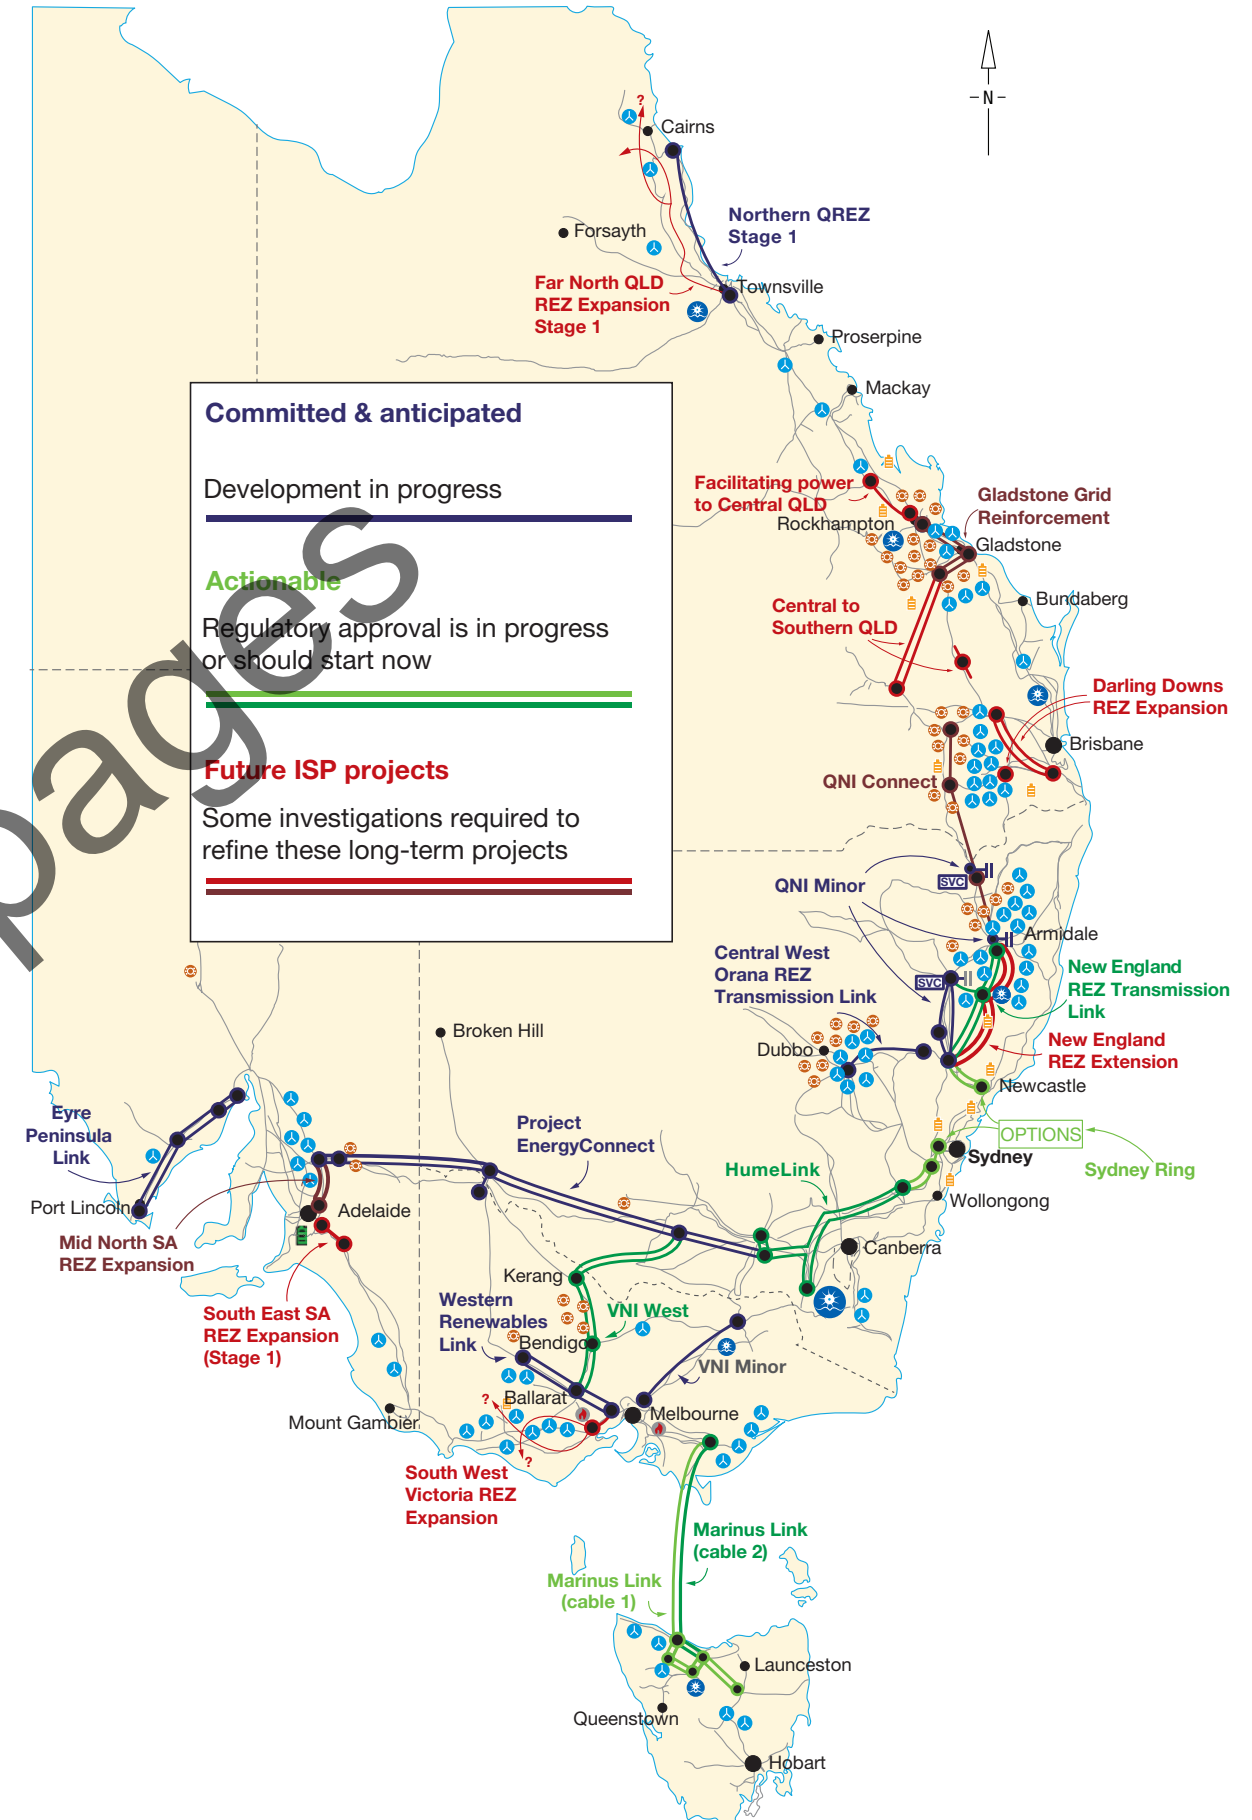 N
?
Cairns
Northern QREZ
Stage 1
Forsayth
Far North QLD
REZ Expansion
Stage 1
Townsville
Proserpine
Mackay
Committed & anticipated
Development in progress
Actionable
Regulatory approval is in progress
or should start now
Future ISP projects
Some investigations required to
refine these long-term projects
pages
Facilitating power
to Central QLD
Rockhampton
Gladstone Grid
Reinforcement
Gladstone
Central to
Southern QLD
Bundaberg
Darling Downs
REZ Expansion
Brisbane
QNI Connect
QNI Minor
SVC
Armidale
Central West
Orana REZ
Transmission Link
SVC
New England
REZ Transmission
Link
New England
REZ Extension
Broken Hill
Dubbo
Newcastle
Eyre
Peninsula
Link
Project
EnergyConnect
OPTIONS
Sydney
Sydney Ring
HumeLink
Port Lincoln
Adelaide
Wollongong
Mid North SA
REZ Expansion
Canberra
Kerang
South East SA
REZ Expansion
(Stage 1)
Western
Renewables
Link
VNI West
Bendigo
VNI Minor
?
Ballarat
Mount Gambier
Melbourne
?
South West
Victoria REZ
Expansion
Marinus Link
(cable 2)
Marinus Link
(cable 1)
Launceston
Queenstown
Hobart